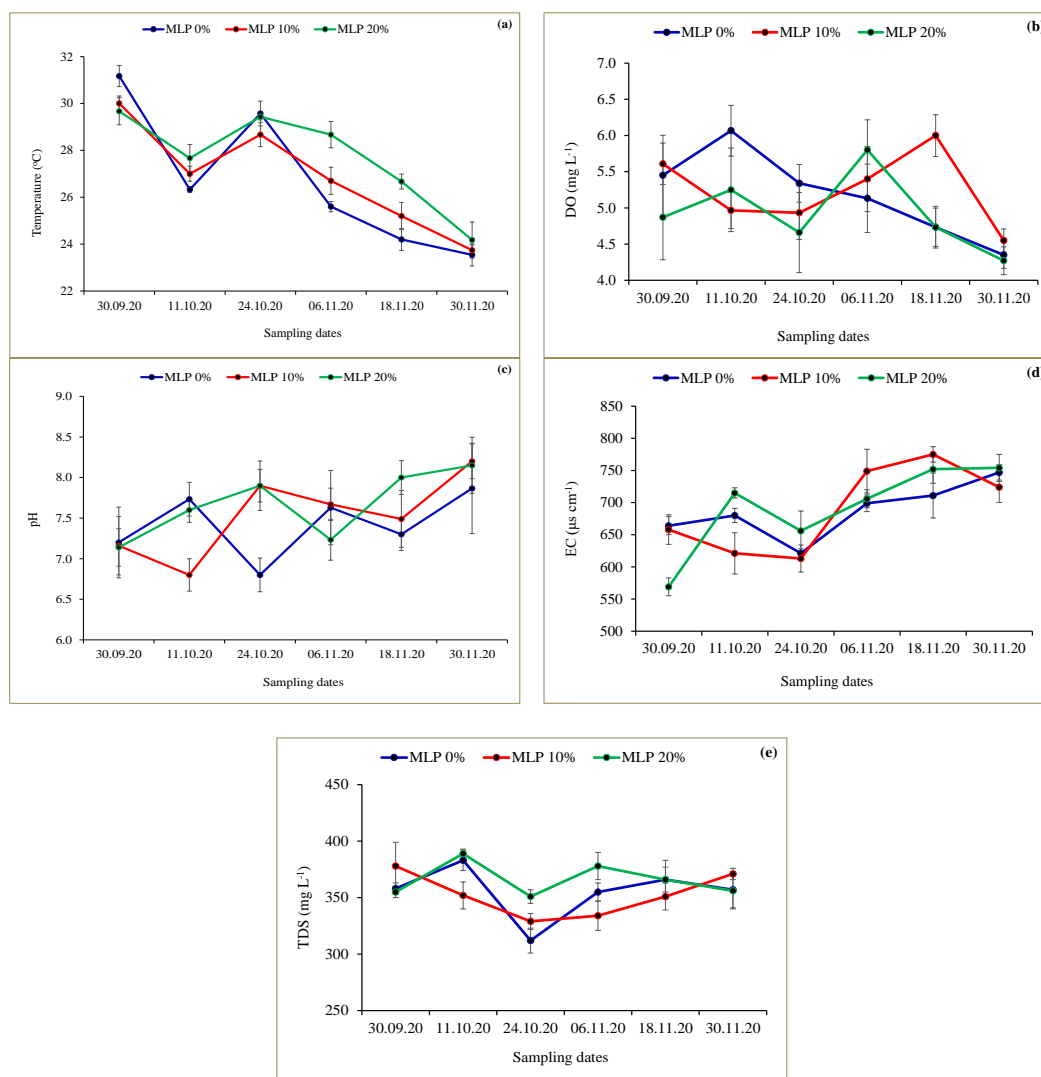 (a)
MLP 0% MLP 10% MLP 20%
32
30
28
26
24
22
Temperature (°C)
30.09.20 11.10.20 24.10.20 06.11.20 18.11.20 30.11.20
Sampling dates
(b)
MLP 0% MLP 10% MLP 20%
7.0
6.5
6.0
5.5
5.0
4.5
4.0
DO (mg L-1)
30.09.20 11.10.20 24.10.20 06.11.20 18.11.20 30.11.20
Sampling dates
(c)
MLP 0% MLP 10% MLP 20%
9.0
8.5
8.0
7.5
7.0
6.5
6.0
pH
30.09.20 11.10.20 24.10.20 06.11.20 18.11.20 30.11.20
Sampling dates
(d)
MLP 0% MLP 10% MLP 20%
850
800
750
700
650
600
550
500
EC (µs cm-1)
30.09.20 11.10.20 24.10.20 06.11.20 18.11.20 30.11.20
Sampling dates
(e)
MLP 0% MLP 10% MLP 20%
450
400
350
300
250
TDS (mg L-1)
30.09.20 11.10.20 24.10.20 06.11.20 18.11.20 30.11.20
Sampling dates